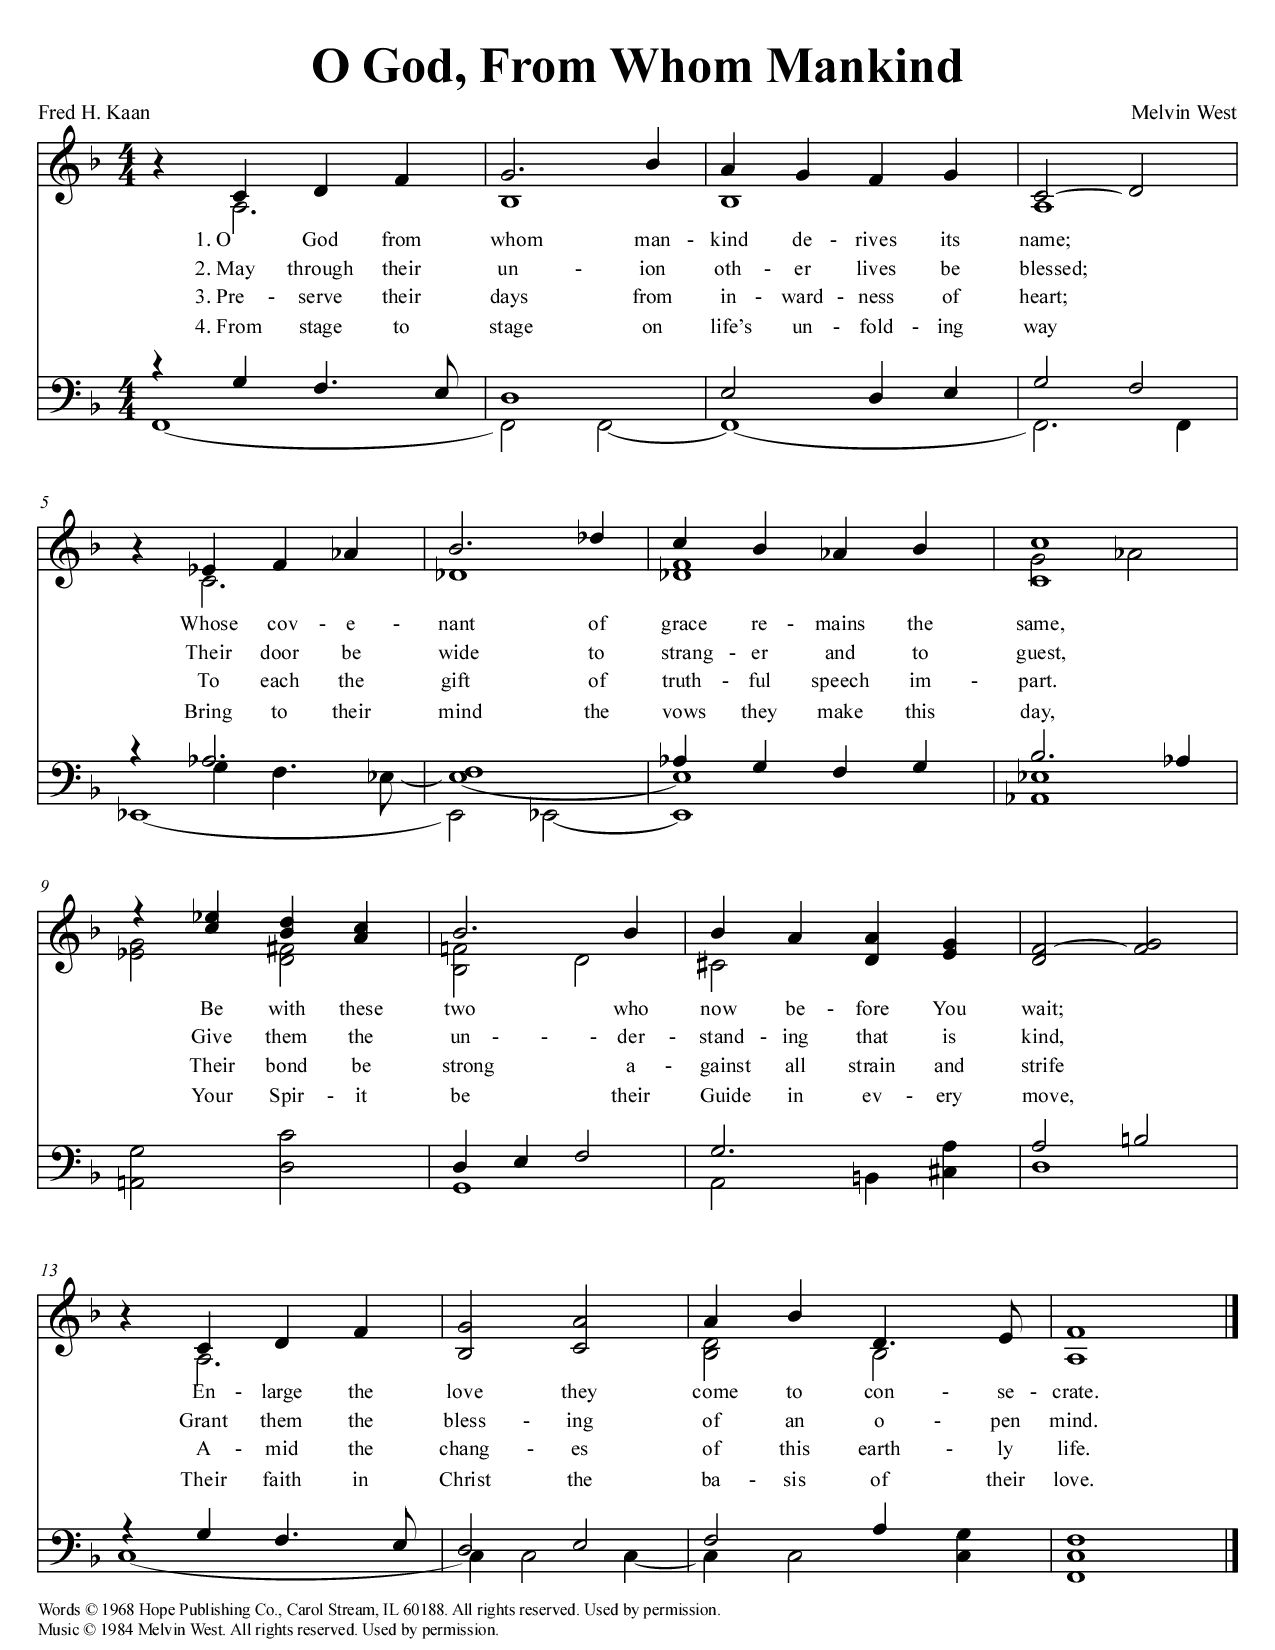 O God, From Whom Mankind
Fred H. Kaan
Melvin West
1. O God from whom man - kind de - rives its name;
2. May through their un - ion oth - er lives be blessed;
3. Pre - serve their days from in - ward - ness of heart;
4. From stage to stage on life's un - fold - ing way
5
Whose cov - e - nant of grace re - mains the same,
Their door be wide to strang - er and to guest,
To each the gift of truth - ful speech im - part.
Bring to their mind the vows they make this day,
9
Be with these two who now be - fore You wait;
Give them the un - - der - stand - ing that is kind,
Their bond be strong a - gainst all strain and strife
Your Spir - it be their Guide in ev - ery move,
13
En - large the love they come to con - se - crate.
Grant them the bless - ing of an o - pen mind.
A - mid the chang - es of this earth - ly life.
Their faith in Christ the ba - sis of their love.
Words © 1968 Hope Publishing Co., Carol Stream, IL 60188. All rights reserved. Used by permission.
Music © 1984 Melvin West. All rights reserved. Used by permission.